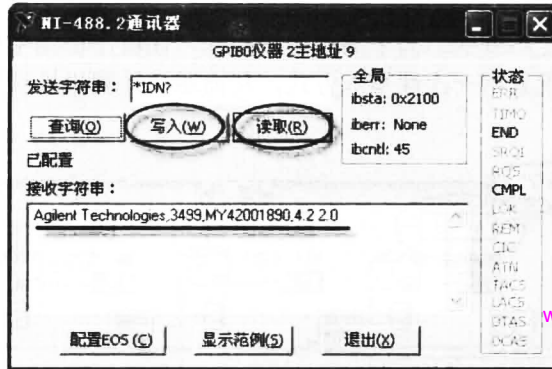 NI-488.2通讯器
GPIB0仪器 2主地址 9
发送字符串： *IDN?
查询(Q) 写入(W) 读取(R)
已配置
接收字符串：
Agilent Technologies,3499,MY42001890,4.2 2.0
配置EOS (C) 显示范例(S) 退出(X)
全局
ibsta: 0x2100
iberr: None
ibcntl: 45
状态
ERR
TIMO
END
SRQI
RQS
CMPL
LOK
REM
CIC
ATN
TACS
LACS
DTAS
DCAS
w